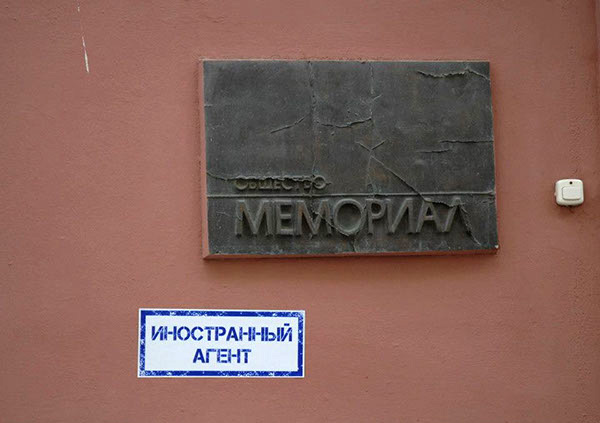 ОБЩЕСТВО
МЕМОРИАЛ
ИНОСТРАННЫЙ
АГЕНТ